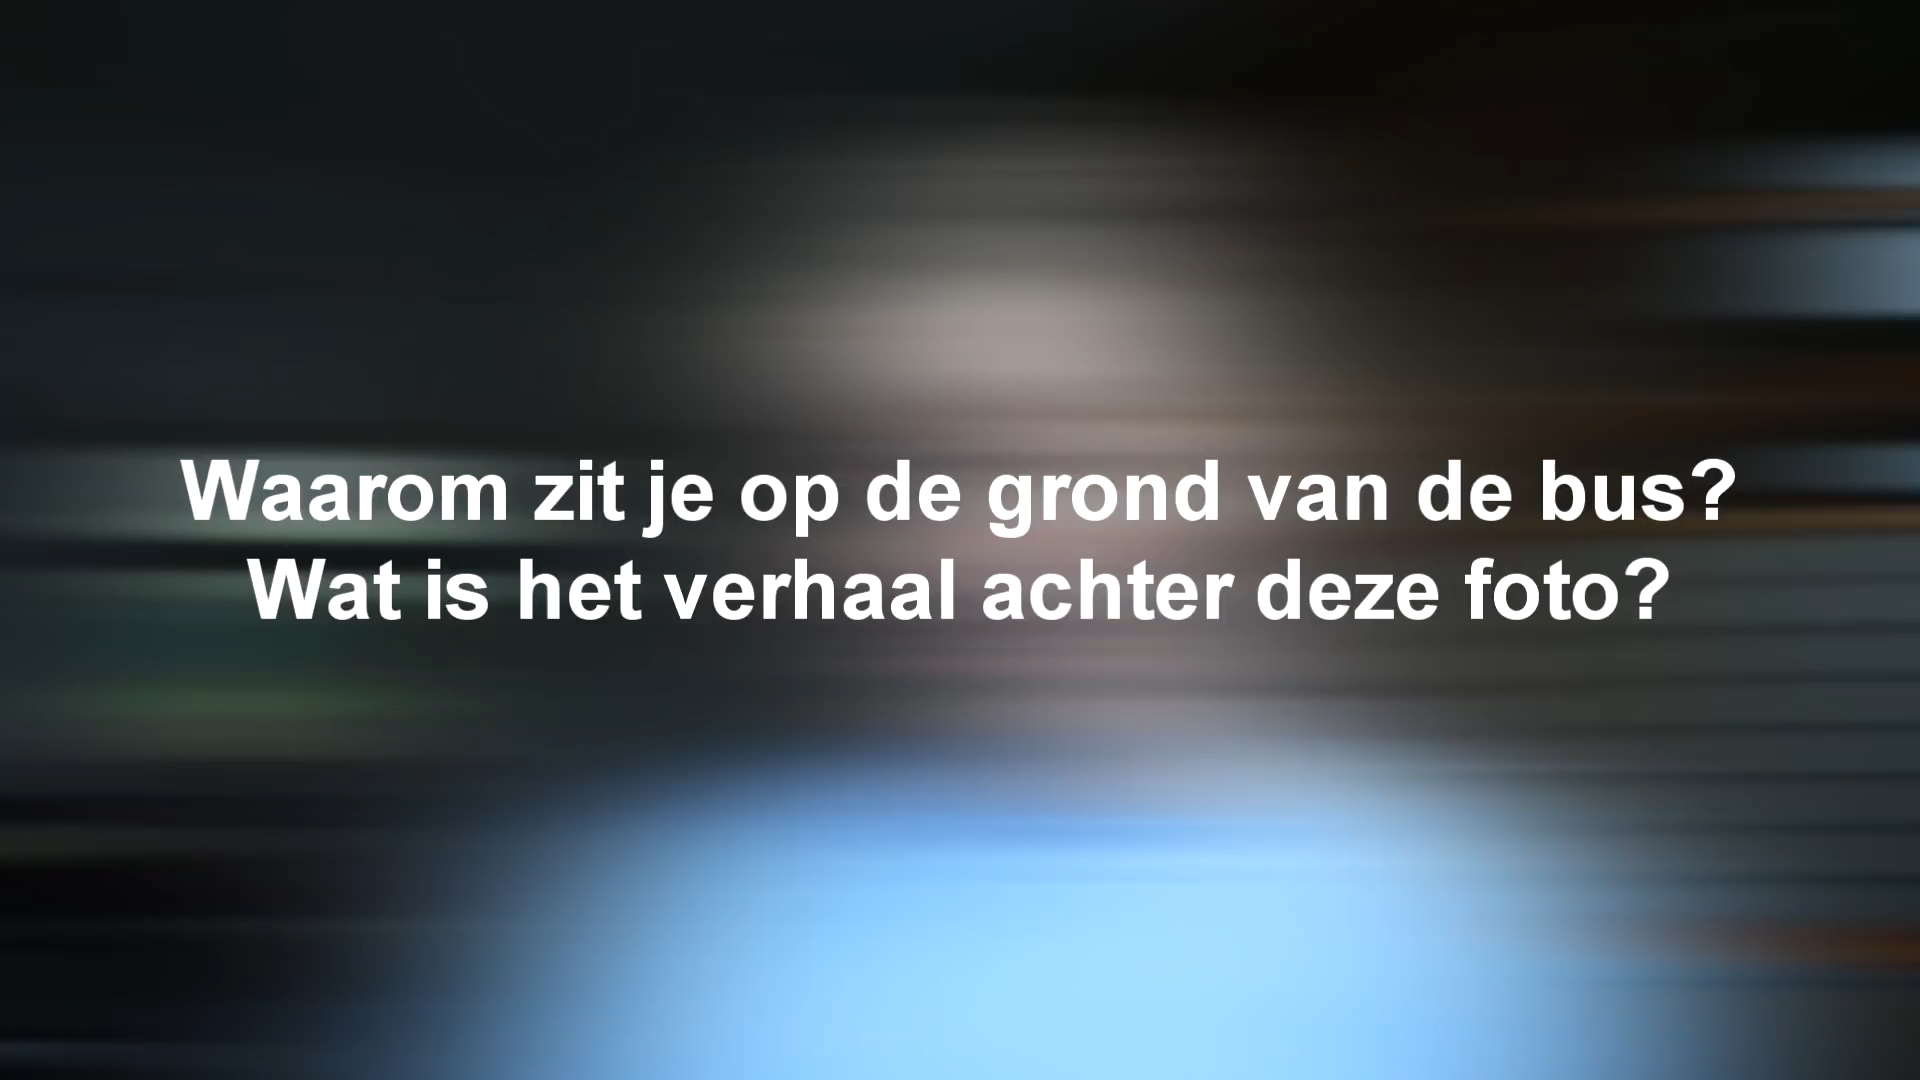 Waarom zit je op de grond van de bus?
Wat is het verhaal achter deze foto?